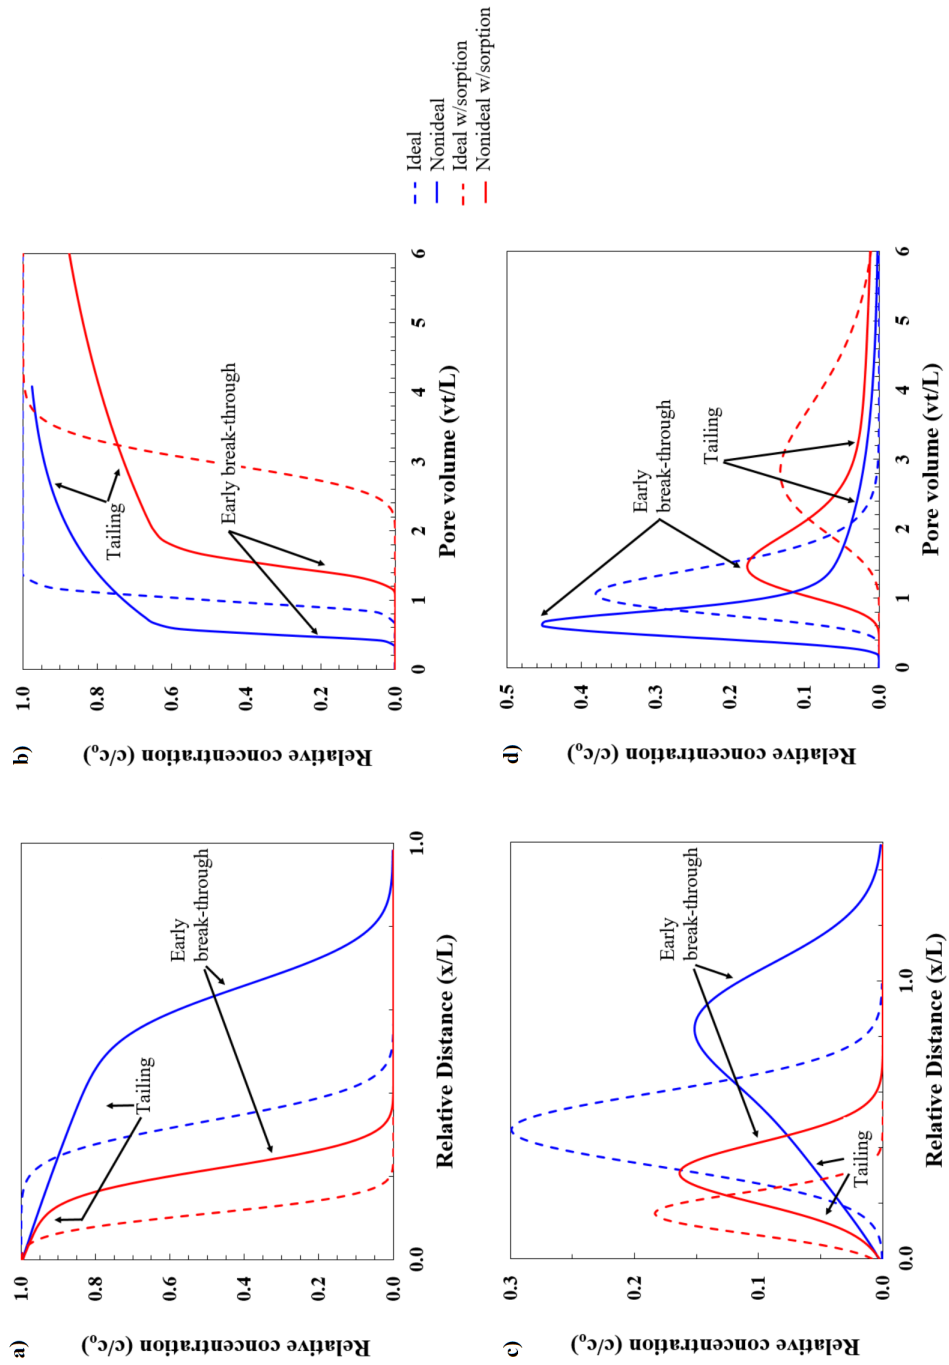 a)
Relative concentration (c/c₀)
1.0
0.8
0.6
0.4
0.2
0.0
Tailing
Early
break-through
0.0
1.0
Relative Distance (x/L)
b)
Relative concentration (c/c₀)
1.0
0.8
0.6
0.4
0.2
0.0
Tailing
Early break-through
0
1
2
3
4
5
6
Pore volume (vt/L)
Ideal
Nonideal
Ideal w/sorption
Nonideal w/sorption
c)
Relative concentration (c/c₀)
0.3
0.2
0.1
0.0
Early
break-through
Tailing
0.0
1.0
Relative Distance (x/L)
d)
Relative concentration (c/c₀)
0.5
0.4
0.3
0.2
0.1
0.0
Early
break-through
Tailing
0
1
2
3
4
5
6
Pore volume (vt/L)